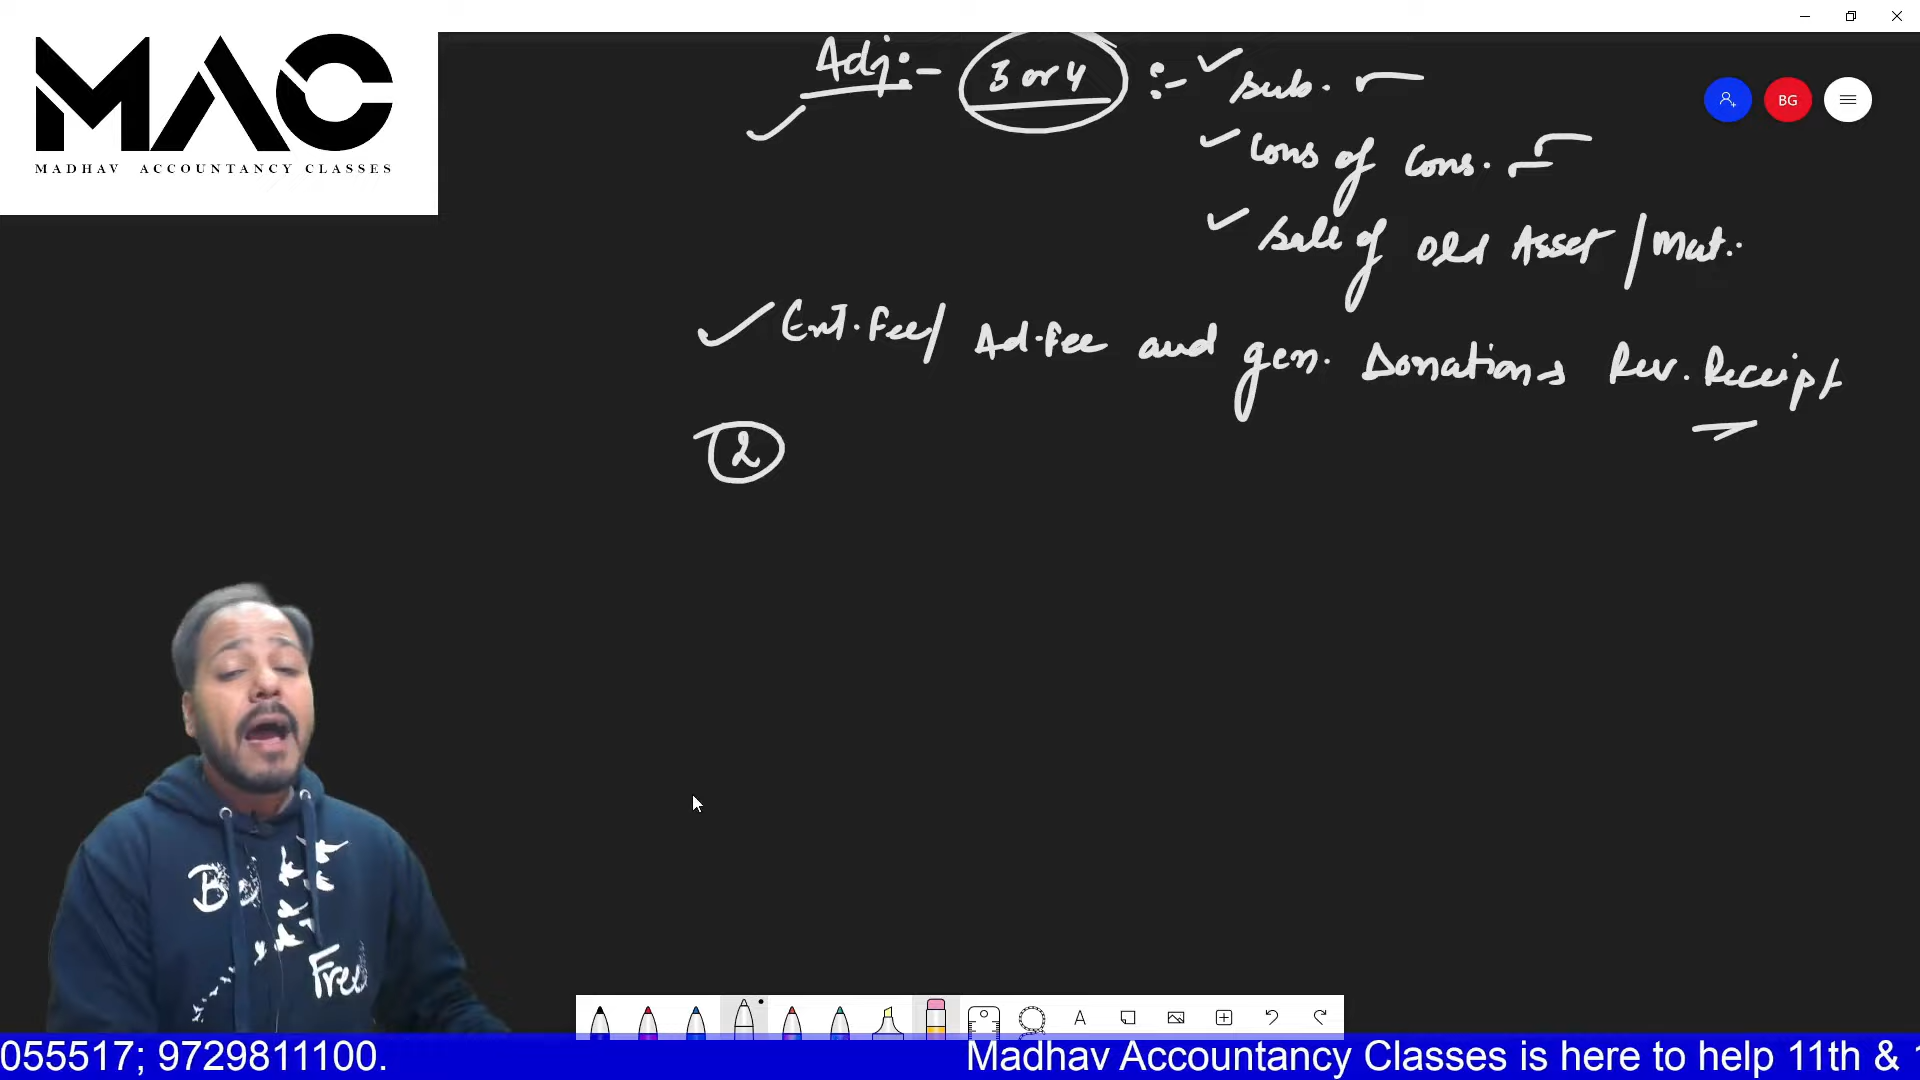 MAC
MADHAV ACCOUNTANCY CLASSES
Adj:- 3 or 4 :- Sub.
Cons of Cons.
Sale of Old Asset / Mat.
BG
Ent. Fee/ Ad. Fee and gen. Donations Rev. Receipt
2
Free
A
055517; 9729811100. Madhav Accountancy Classes is here to help 11th &